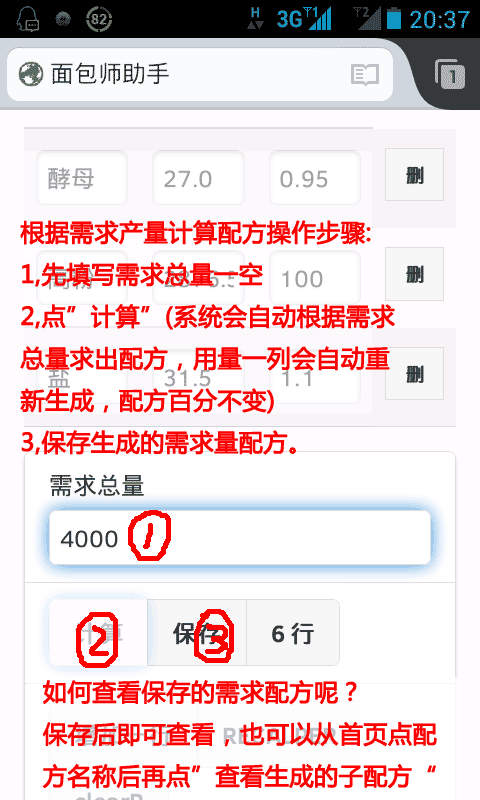 82 H 3G 1 2 20:37
面包师助手 1
酵母 27.0 0.95 删
根据需求产量计算配方操作步骤:
1,先填写需求总量一空
100 删
2,点”计算”(系统会自动根据需求
总量求出配方，用量一列会自动重
盐 31.5 1.1 删
新生成，配方百分不变)
3,保存生成的需求量配方。
需求总量
4000 1
计算 2 保存 3 6 行
如何查看保存的需求配方呢？
保存后即可查看，也可以从首页点配
方名称后再点”查看生成的子配方“